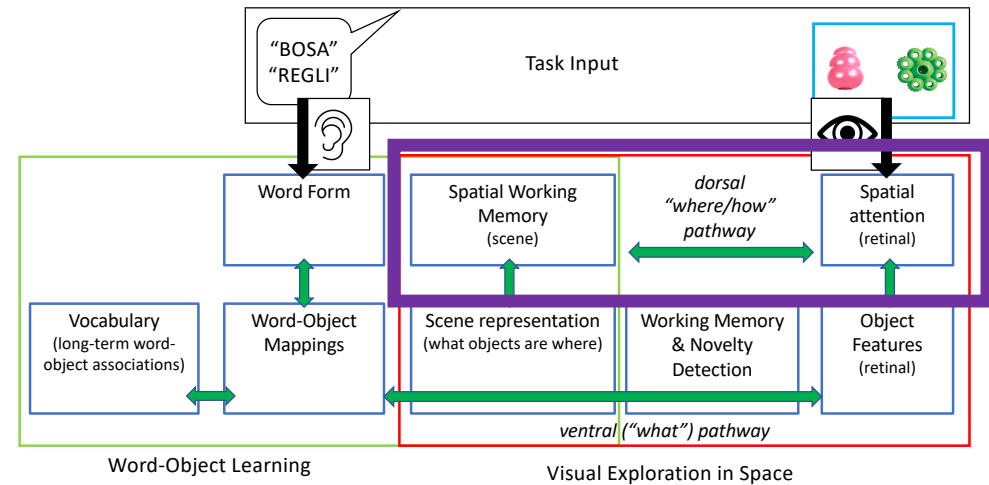 “BOSA”
“REGLI”
Task Input
Word Form
Spatial Working
Memory
(scene)
dorsal
“where/how”
pathway
Spatial
attention
(retinal)
Vocabulary
(long-term word-
object associations)
Word-Object
Mappings
Scene representation
(what objects are where)
Working Memory
& Novelty
Detection
Object
Features
(retinal)
ventral (“what”) pathway
Word-Object Learning
Visual Exploration in Space